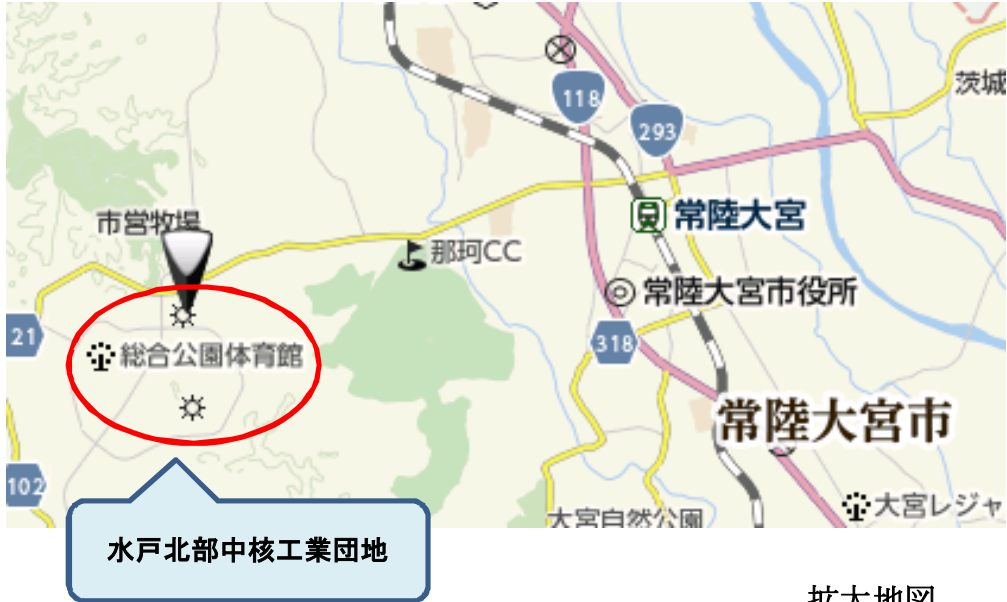 118
茨城
293
市営牧場
常陸大宮
那珂CC
常陸大宮市役所
21
318
総合公園体育館
常陸大宮市
102
大宮レジャ
大宮自然公園
水戸北部中核工業団地
拡大地図